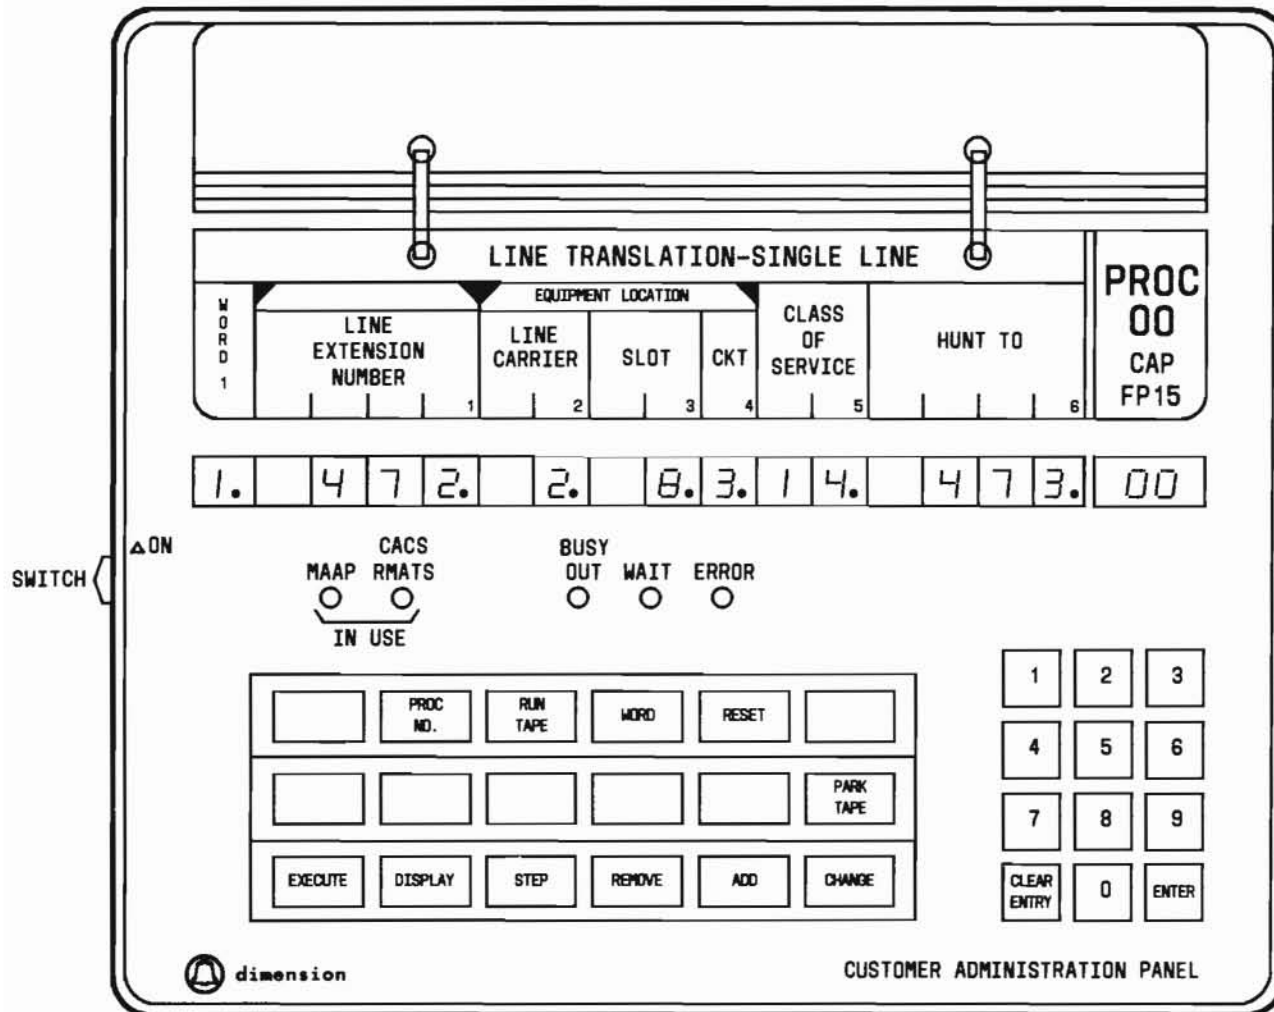 LINE TRANSLATION-SINGLE LINE
WORD 1
LINE
EXTENSION
NUMBER
1
EQUIPMENT LOCATION
LINE
CARRIER
2
SLOT
3
CKT
4
CLASS
OF
SERVICE
5
HUNT TO
6
PROC
00
CAP
FP15
1. 472. 2. 8. 3. 14. 473. 00
ON
SWITCH
MAAP
CACS
RMATS
IN USE
BUSY
OUT
WAIT
ERROR
PROC
NO.
RUN
TAPE
WORD
RESET
PARK
TAPE
EXECUTE DISPLAY STEP REMOVE ADD CHANGE
1 2 3
4 5 6
7 8 9
CLEAR
ENTRY
0
ENTER
dimension
CUSTOMER ADMINISTRATION PANEL